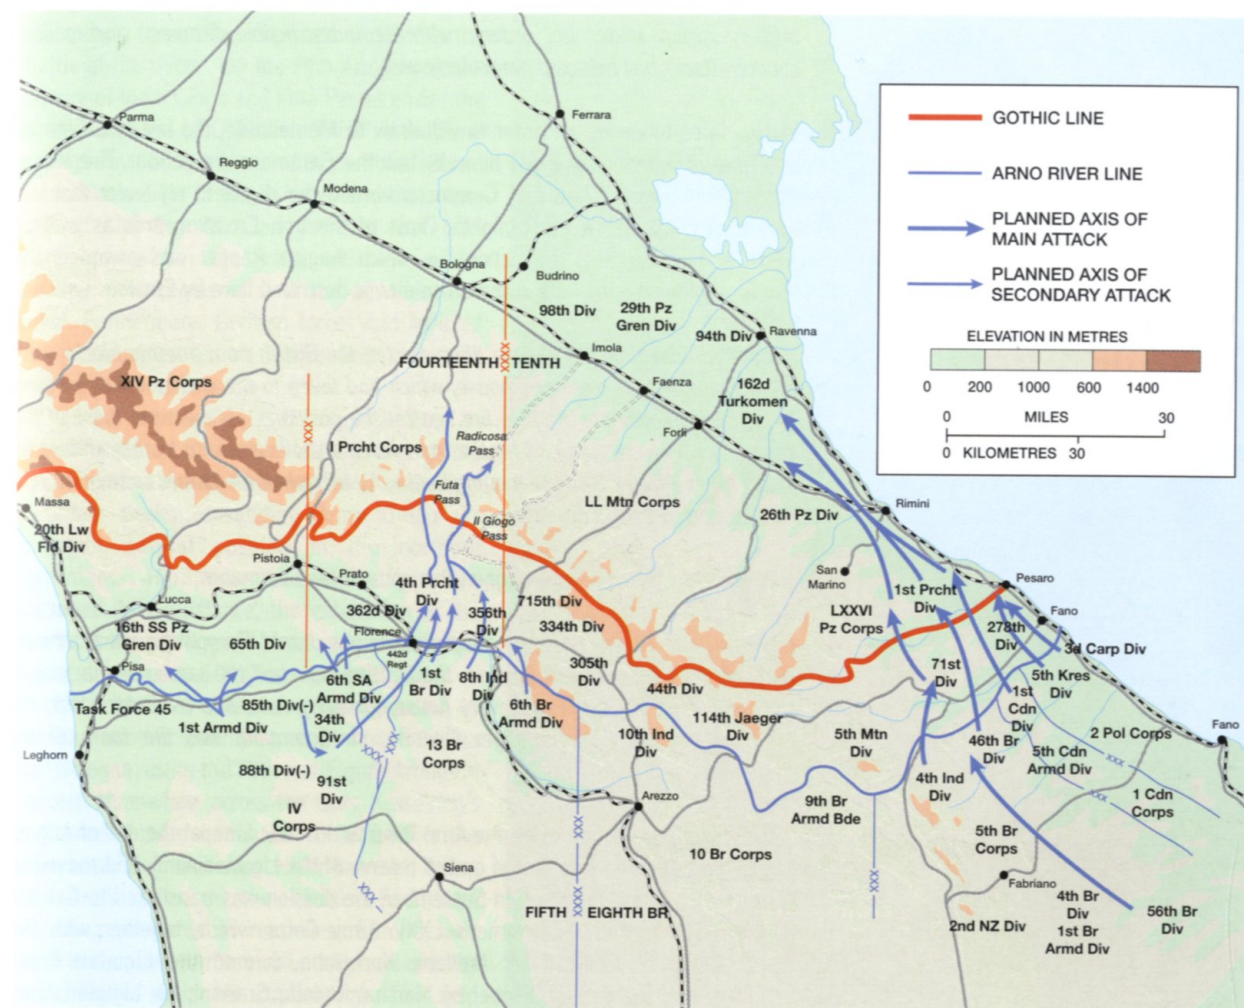 GOTHIC LINE
ARNO RIVER LINE
PLANNED AXIS OF
MAIN ATTACK
PLANNED AXIS OF
SECONDARY ATTACK
ELEVATION IN METRES
0 200 1000 600 1400
0 MILES 30
0 KILOMETRES 30
Parma
Reggio
Modena
Ferrara
Bologna
Budrino
98th Div
29th Pz
Gren Div
94th Div
Ravenna
Imola
FOURTEENTH
XXXX
TENTH
Faenza
162d
Turkomen
Div
XIV Pz Corps
XXX
I Prcht Corps
Radicosa
Pass
Forli
Futa
Pass
Il Giogo
Pass
LL Mtn Corps
26th Pz Div
Rimini
Massa
20th Lw
Fld Div
Pistoia
Prato
Lucca
16th SS Pz
Gren Div
65th Div
362d Div
4th Prcht
Div
Florence
442d
Regt
356th
Div
715th Div
334th Div
San
Marino
LXXVI
Pz Corps
1st Prcht
Div
Pesaro
Fano
278th
Div
3d Carp Div
Pisa
Task Force 45
1st Armd Div
85th Div(-)
6th SA
Armd Div
34th
Div
1st
Br Div
8th Ind
Div
6th Br
Armd Div
305th
Div
44th Div
71st
Div
5th Kres
Div
1st
Cdn
Div
Leghorn
88th Div(-)
91st
Div
XXX
13 Br
Corps
10th Ind
Div
114th Jaeger
Div
5th Mtn
Div
46th Br
Div
5th Cdn
Armd Div
2 Pol Corps
XXX
Fano
IV
Corps
Arezzo
9th Br
Armd Bde
4th Ind
Div
XXX
1 Cdn
Corps
XXX
10 Br Corps
5th Br
Corps
Siena
XXX
XXX
Fabriano
FIFTH
XXXX
EIGHTH BR
2nd NZ Div
4th Br
Div
1st Br
Armd Div
56th Br
Div